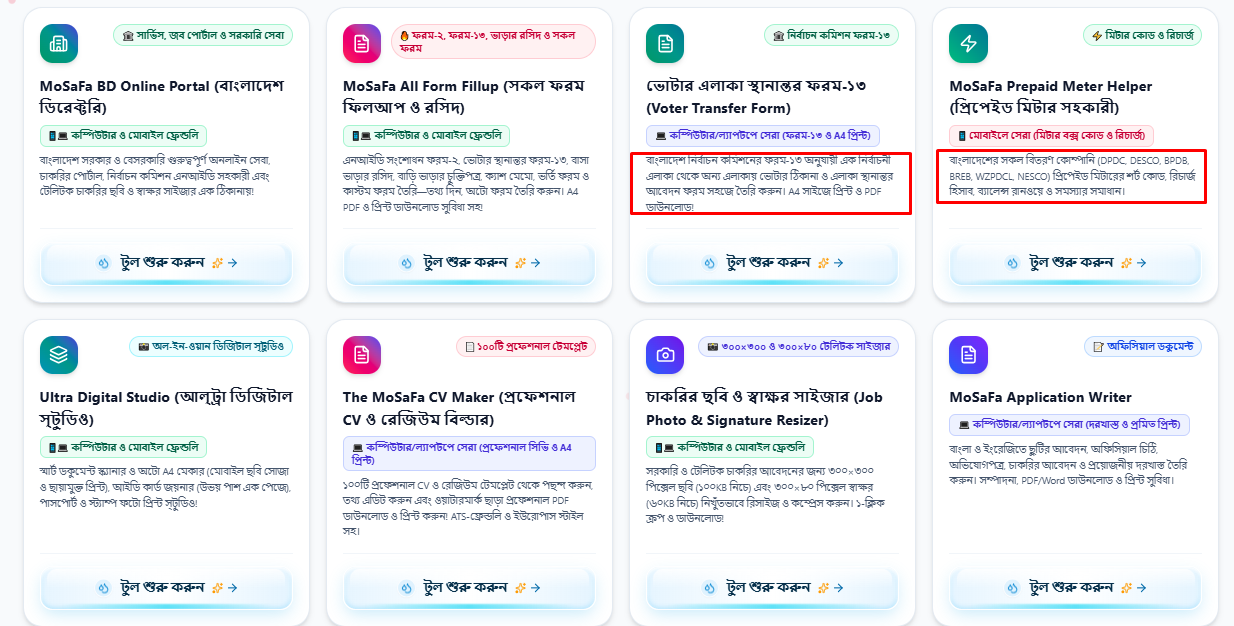 🏛️ সার্ভিস, জব পোর্টাল ও সরকারি সেবা
MoSaFa BD Online Portal (বাংলাদেশ
ডিরেক্টরি)
📱💻 কম্পিউটার ও মোবাইল ফ্রেন্ডলি
বাংলাদেশ সরকার ও বেসরকারি গুরুত্বপূর্ণ অনলাইন সেবা,
চাকরির পোর্টাল, নির্বাচন কমিশন এনআইডি সহকারী এবং
টেলিটক চাকরির ছবি ও স্বাক্ষর সাইজার এক ঠিকানায়!
টুল শুরু করুন ✨ →
🔥 ফরম-২, ফরম-১৩, ভাড়ার রসিদ ও সকল
ফরম
MoSaFa All Form Fillup (সকল ফরম
ফিলআপ ও রসিদ)
📱💻 কম্পিউটার ও মোবাইল ফ্রেন্ডলি
এনআইডি সংশোধন ফরম-২, ভোটার স্থানান্তর ফরম-১৩, বাসা
ভাড়ার রসিদ, বাড়ি ভাড়ার চুক্তিপত্র, ক্যাশ মেমো, ভর্তি ফরম ও
কাস্টম ফরম তৈরি—তথ্য দিন, অটো ফরম তৈরি করুন। A4
PDF ও প্রিন্ট ডাউনলোড সুবিধা সহ!
টুল শুরু করুন ✨ →
🏛️ নির্বাচন কমিশন ফরম-১৩
ভোটার এলাকা স্থানান্তর ফরম-১৩
(Voter Transfer Form)
💻 কম্পিউটার/ল্যাপটপে সেরা (ফরম-১৩ ও A4 প্রিন্ট)
বাংলাদেশ নির্বাচন কমিশনের ফরম-১৩ অনুযায়ী এক নির্বাচনী
এলাকা থেকে অন্য এলাকায় ভোটার ঠিকানা ও এলাকা স্থানান্তর
আবেদন ফরম সহজে তৈরি করুন। A4 সাইজে প্রিন্ট ও PDF
ডাউনলোড!
টুল শুরু করুন ✨ →
⚡ মিটার কোড ও রিচার্জ
MoSaFa Prepaid Meter Helper
(প্রিপেইড মিটার সহকারী)
📱 মোবাইলে সেরা (মিটার বক্স কোড ও রিচার্জ)
বাংলাদেশের সকল বিতরণ কোম্পানি (DPDC, DESCO, BPDB,
BREB, WZPDCL, NESCO) প্রিপেইড মিটারের শর্ট কোড, রিচার্জ
হিসাব, ব্যালেন্স রানওয়ে ও সমস্যার সমাধান।
টুল শুরু করুন ✨ →
📸 অল-ইন-ওয়ান ডিজিটাল স্টুডিও
Ultra Digital Studio (আল্ট্রা ডিজিটাল
স্টুডিও)
📱💻 কম্পিউটার ও মোবাইল ফ্রেন্ডলি
স্মার্ট ডকুমেন্ট স্ক্যানার ও অটো A4 মেকার (মোবাইল ছবি সোজা
ও ছায়ামুক্ত প্রিন্ট), আইডি কার্ড জয়নার (উভয় পাশ এক পেজে),
পাসপোর্ট ও স্ট্যাম্প ফটো প্রিন্ট স্টুডিও!
টুল শুরু করুন ✨ →
📋 ১০০টি প্রফেশনাল টেমপ্লেট
The MoSaFa CV Maker (প্রফেশনাল
CV ও রেজিউম বিল্ডার)
💻 কম্পিউটার/ল্যাপটপে সেরা (প্রফেশনাল সিভি ও A4
প্রিন্ট)
১০০টি প্রফেশনাল CV ও রেজিউম টেমপ্লেট থেকে পছন্দ করুন,
তথ্য এডিট করুন এবং ওয়াটারমার্ক ছাড়া প্রফেশনাল PDF
ডাউনলোড ও প্রিন্ট করুন! ATS-ফ্রেন্ডলি ও ইউরোপাস স্টাইল
সহ।
টুল শুরু করুন ✨ →
📸 ৩০০×৩০০ ও ৩০০×৮০ টেলিটক সাইজার
চাকরির ছবি ও স্বাক্ষর সাইজার (Job
Photo & Signature Resizer)
📱💻 কম্পিউটার ও মোবাইল ফ্রেন্ডলি
সরকারি ও টেলিটক চাকরির আবেদনের জন্য ৩০০×৩০০
পিক্সেল ছবি (১০০KB নিচে) এবং ৩০০×৮০ পিক্সেল স্বাক্ষর
(৬০KB নিচে) নিখুঁতভাবে রিসাইজ ও কম্প্রেস করুন। ১-ক্লিক
ক্রপ ও ডাউনলোড!
টুল শুরু করুন ✨ →
📝 অফিসিয়াল ডকুমেন্ট
MoSaFa Application Writer
💻 কম্পিউটার/ল্যাপটপে সেরা (দরখাস্ত ও প্রমিত প্রিন্ট)
বাংলা ও ইংরেজিতে ছুটির আবেদন, অফিসিয়াল চিঠি,
অভিযোগপত্র, চাকরির আবেদন ও প্রয়োজনীয় দরখাস্ত তৈরি
করুন। সম্পাদনা, PDF/Word ডাউনলোড ও প্রিন্ট সুবিধা।
টুল শুরু করুন ✨ →